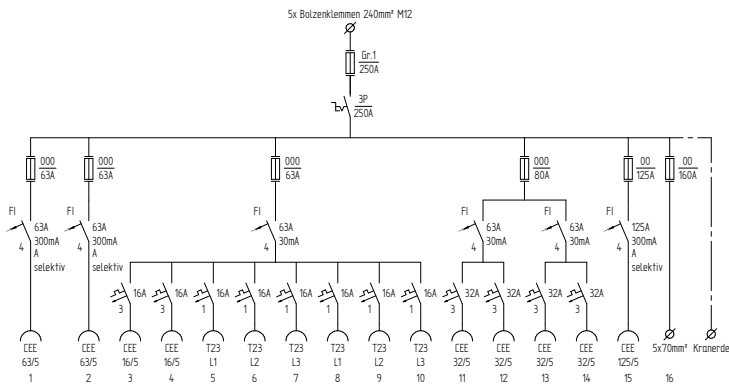 5x Bolzenklemmen 240mm² M12
Gr.1
250A
3P
250A
000 000 000 000 00 00
63A 63A 63A 80A 125A 160A
FI FI FI FI FI FI
63A 63A 63A 63A 63A 125A
300mA 300mA 30mA 30mA 30mA 300mA
4 4 4 4 4 4
A A A
selektiv selektiv selektiv
16A 16A 16A 16A 16A 16A 16A 16A 32A 32A 32A 32A
3 3 1 1 1 1 1 1 3 3 3 3
CEE CEE CEE CEE T23 T23 T23 T23 T23 T23 CEE CEE CEE CEE CEE 5x70mm² Kranerde
63/5 63/5 16/5 16/5 L1 L2 L3 L1 L2 L3 32/5 32/5 32/5 32/5 125/5
1 2 3 4 5 6 7 8 9 10 11 12 13 14 15 16